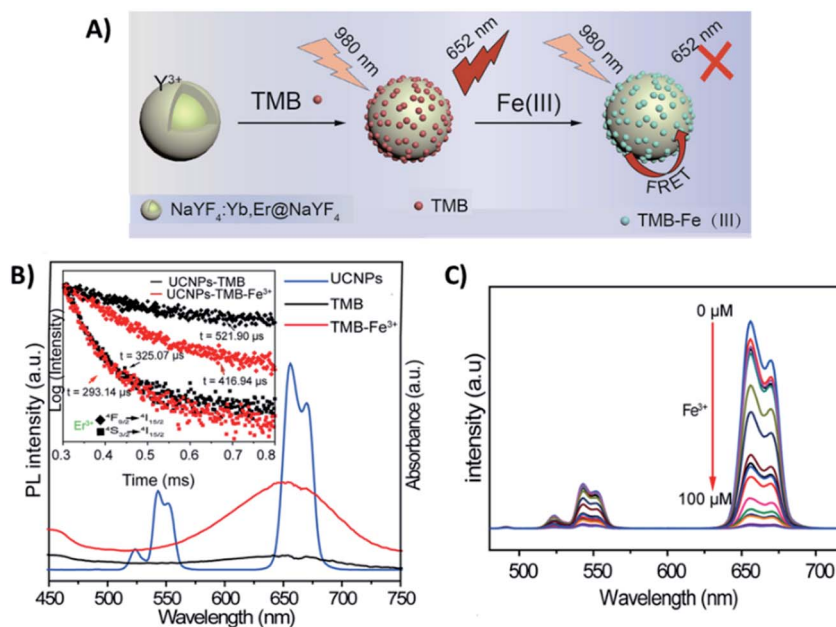 A)
Y³⁺
TMB
980 nm
652 nm
Fe(III)
980 nm
652 nm
FRET
NaYF₄:Yb,Er@NaYF₄
TMB
TMB-Fe (III)
B)
PL intensity (a.u.)
Absorbance (a.u.)
Wavelength (nm)
450 500 550 600 650 700 750
UCNPs
TMB
TMB-Fe³⁺
Log (Intensity)
UCNPs-TMB
UCNPs-TMB-Fe³⁺
t = 521.90 μs
t = 325.07 μs
t = 416.94 μs
t = 293.14 μs
Er³⁺
⁴F₉/₂ ⁴I₁₅/₂
⁴S₃/₂ ⁴I₁₅/₂
0.3 0.4 0.5 0.6 0.7 0.8
Time (ms)
C)
intensity (a.u.)
0 μM
Fe³⁺
100 μM
500 550 600 650 700
Wavelength (nm)